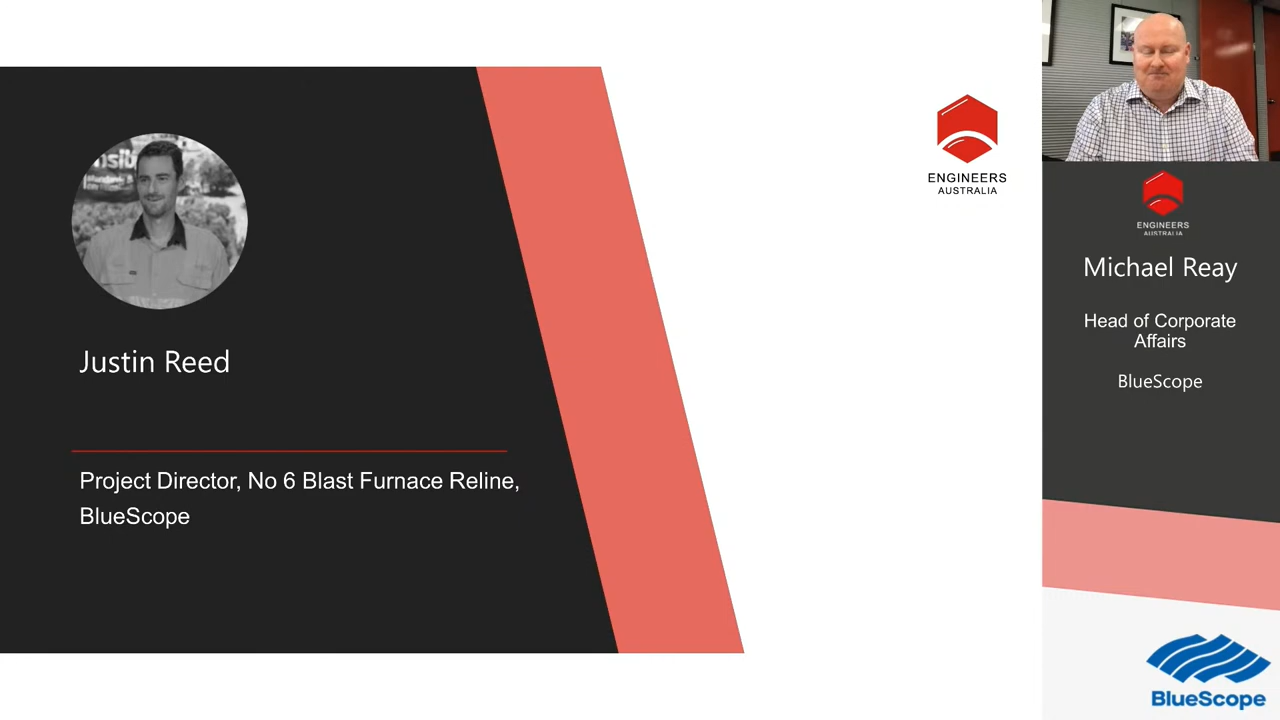 Justin Reed
Project Director, No 6 Blast Furnace Reline,
BlueScope
ENGINEERS
AUSTRALIA
ENGINEERS
AUSTRALIA
Michael Reay
Head of Corporate
Affairs
BlueScope
BlueScope